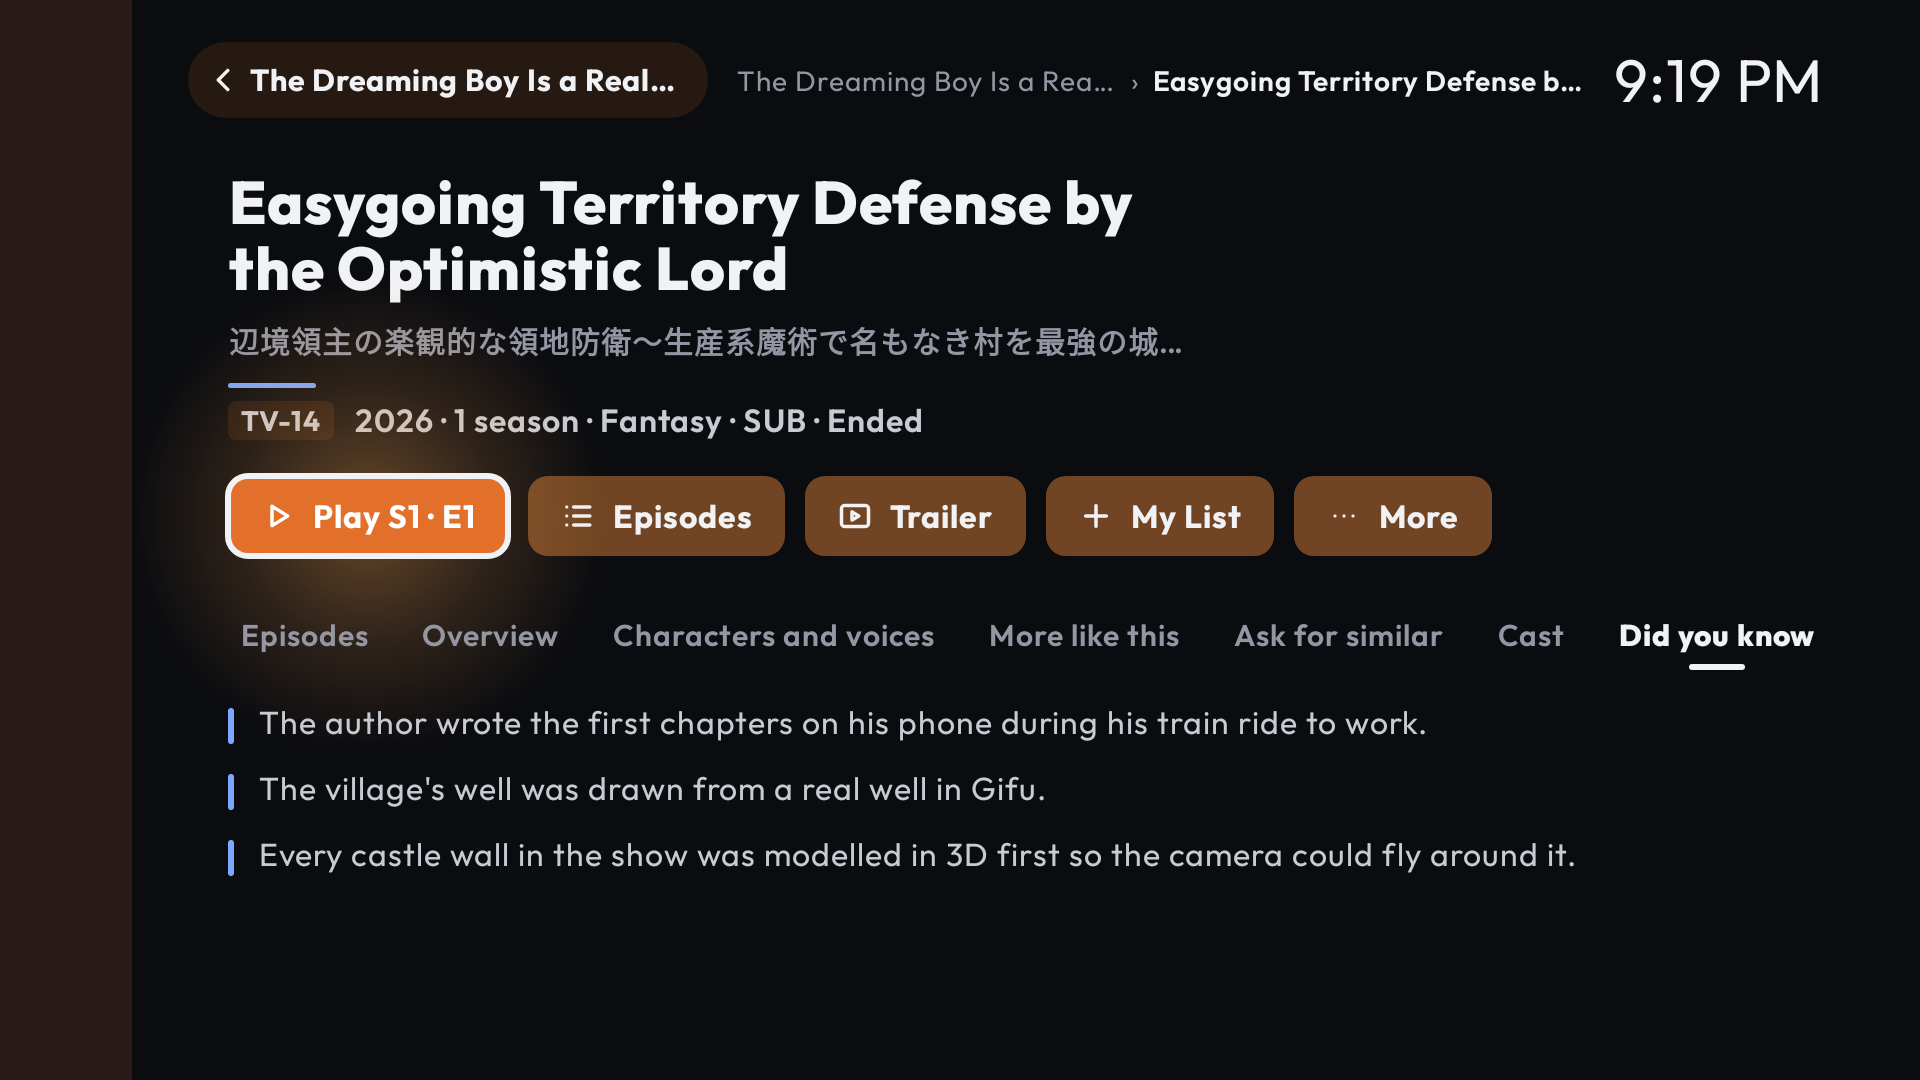 The Dreaming Boy Is a Real...
The Dreaming Boy Is a Rea... › Easygoing Territory Defense b...
9:19 PM
Easygoing Territory Defense by
the Optimistic Lord
辺境領主の楽観的な領地防衛〜生産系魔術で名もなき村を最強の城...
TV-14
2026 · 1 season · Fantasy · SUB · Ended
Play S1 · E1
Episodes
Trailer
My List
More
Episodes
Overview
Characters and voices
More like this
Ask for similar
Cast
Did you know
The author wrote the first chapters on his phone during his train ride to work.
The village's well was drawn from a real well in Gifu.
Every castle wall in the show was modelled in 3D first so the camera could fly around it.